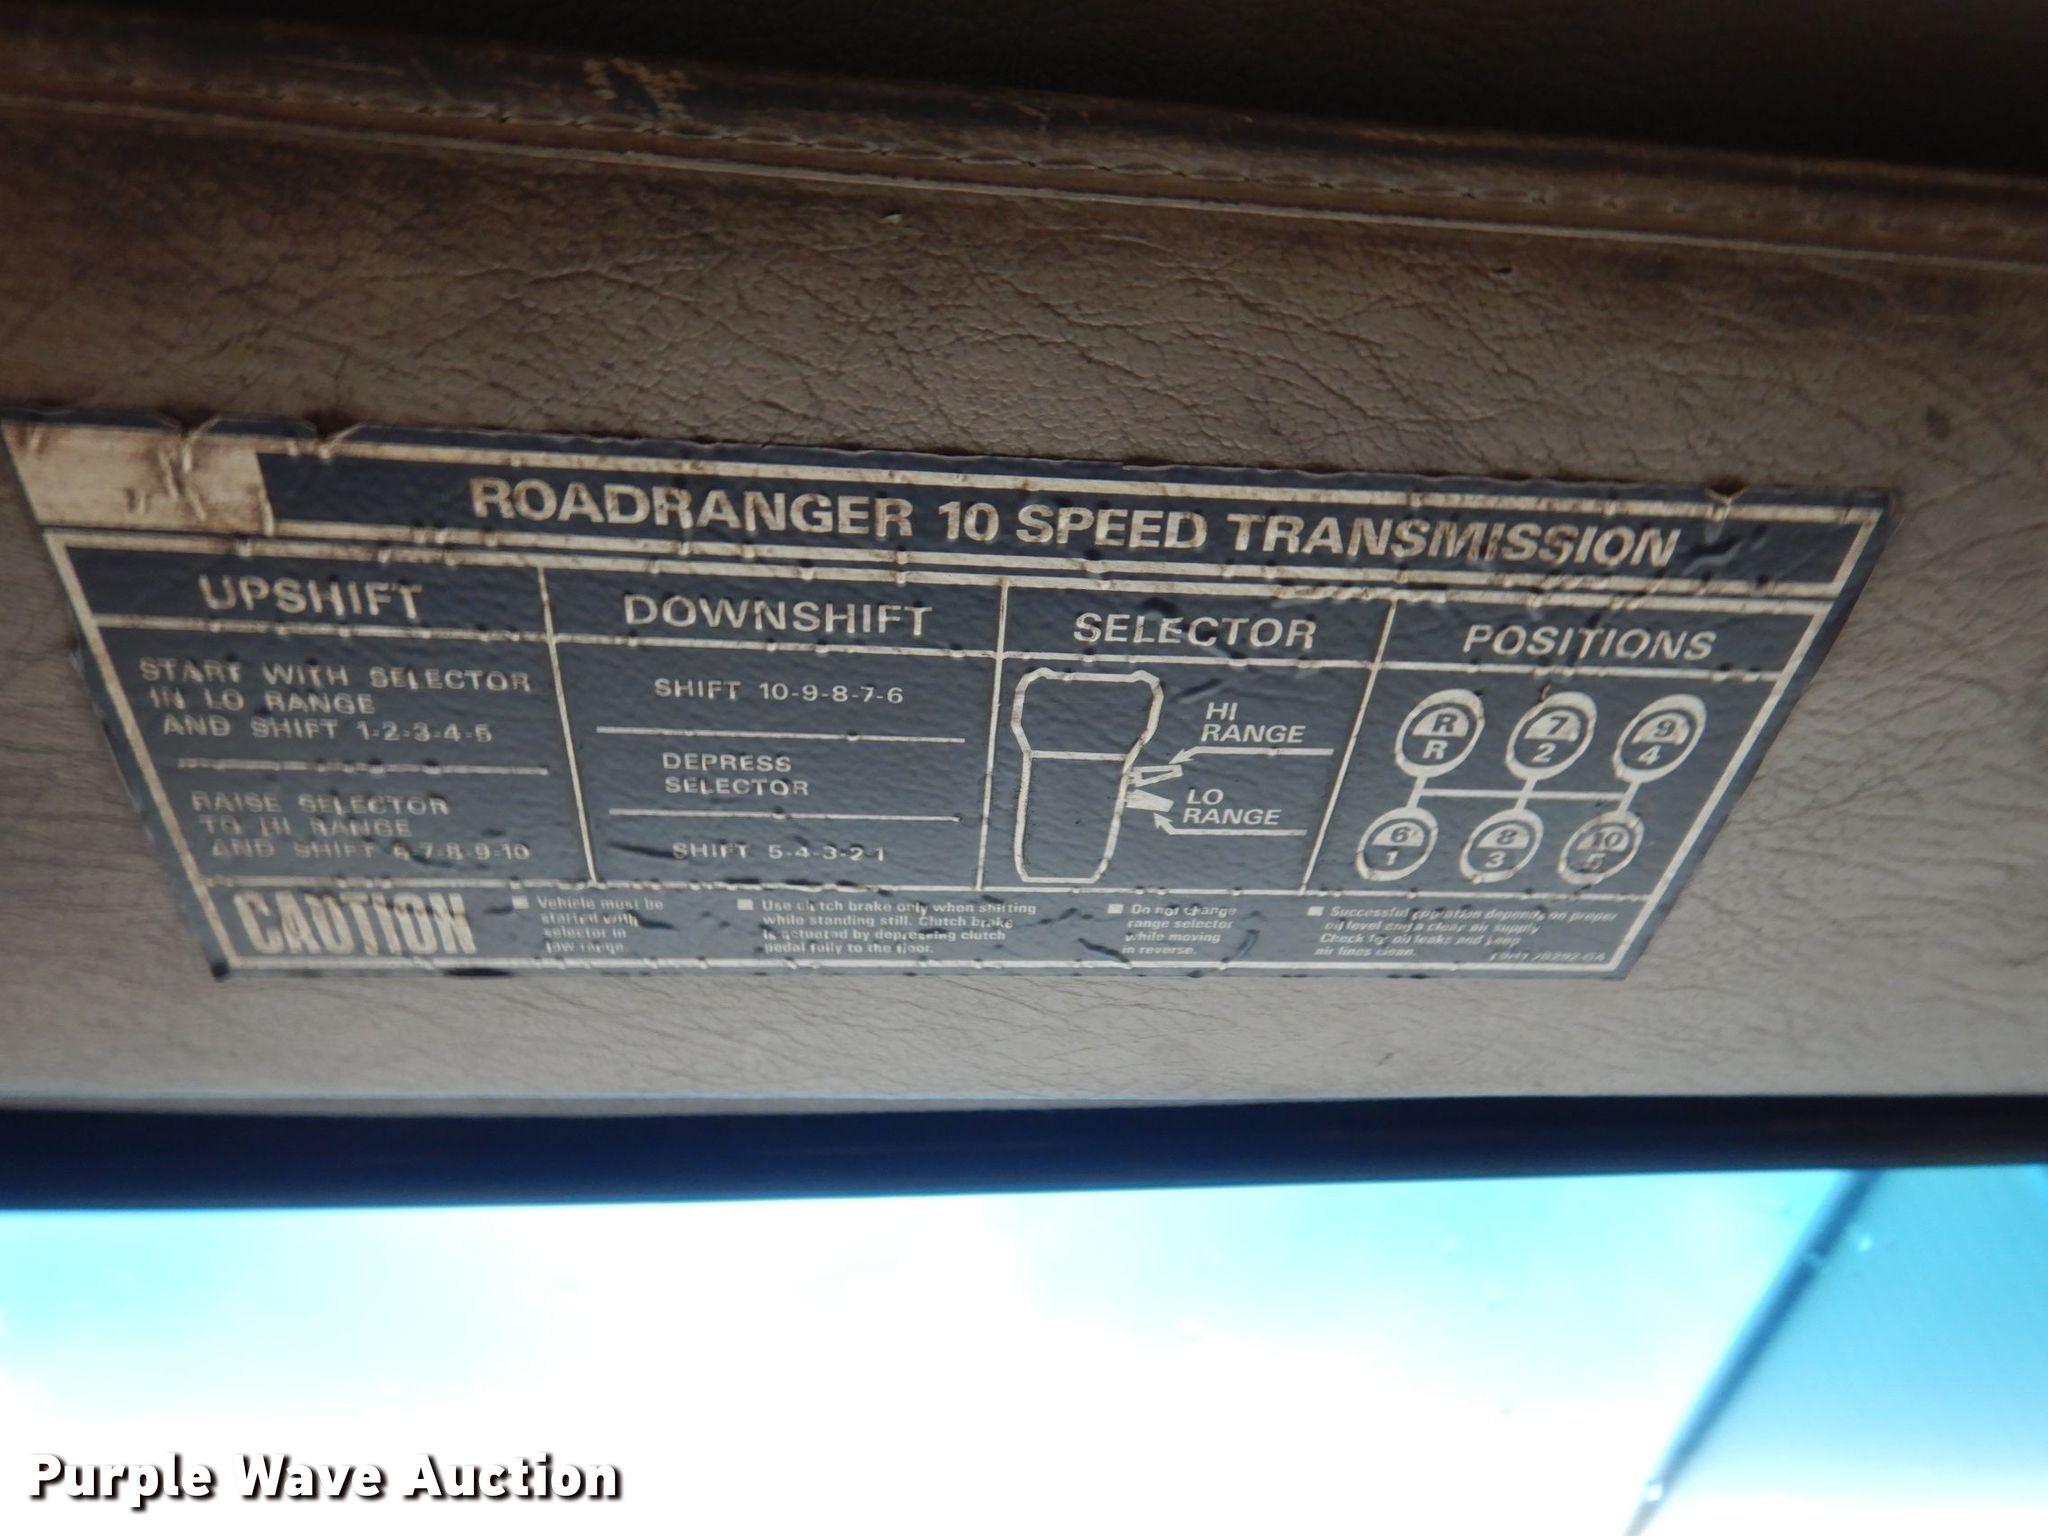 ROADRANGER 10 SPEED TRANSMISSION
UPSHIFT
START WITH SELECTOR
IN LO RANGE
AND SHIFT 1-2-3-4-5
RAISE SELECTOR
TO HI RANGE
AND SHIFT 6-7-8-9-10
DOWNSHIFT
SHIFT 10-9-8-7-6
DEPRESS
SELECTOR
SHIFT 5-4-3-2-1
SELECTOR
HI
RANGE
LO
RANGE
POSITIONS
R 7 9
R 2 4
6 8 10
1 3 5
CAUTION
■ Vehicle must be
started with
selector in
low range.
■ Use clutch brake only when shifting
while standing still. Clutch brake
is actuated by depressing clutch
pedal fully to the floor.
■ Do not change
range selector
while moving
in reverse.
■ Successful operation depends on proper
oil level and a clean air supply
Check for oil leaks and keep
air lines clean.
Purple Wave Auction